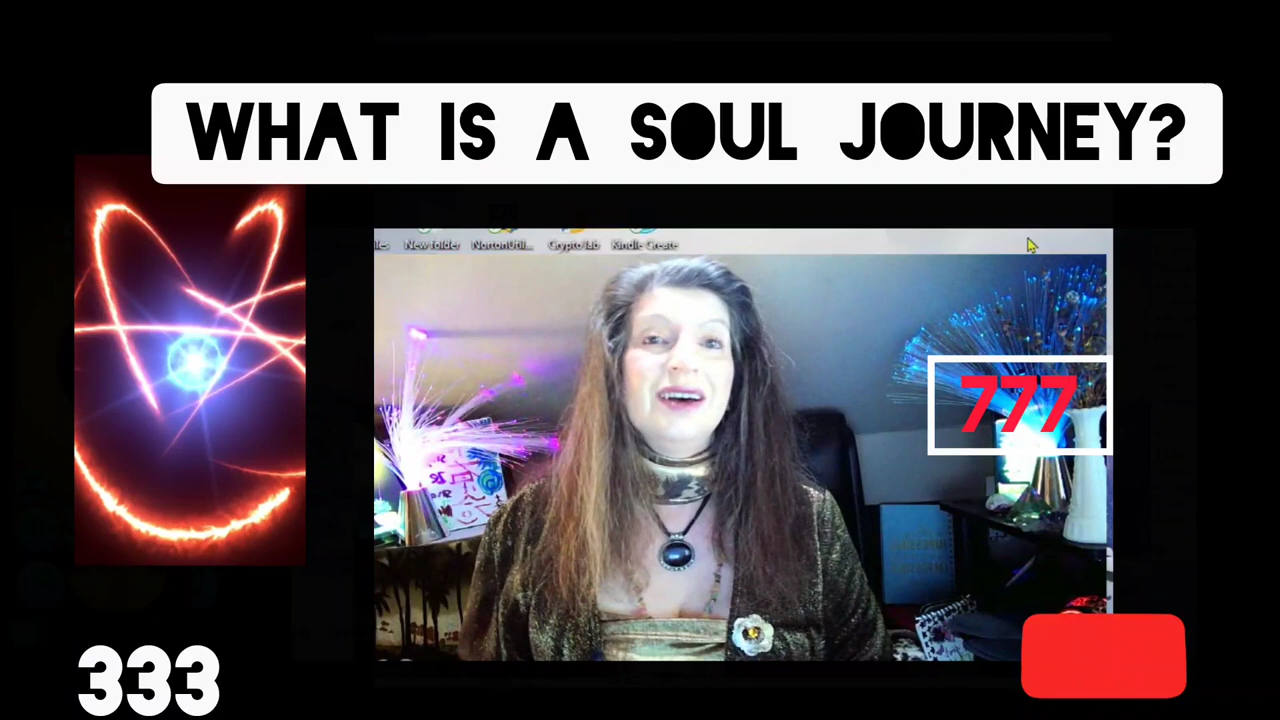 WHAT IS A SOUL JOURNEY?
New folder NortonUtili... Crypto lab Kindle Create
777
333